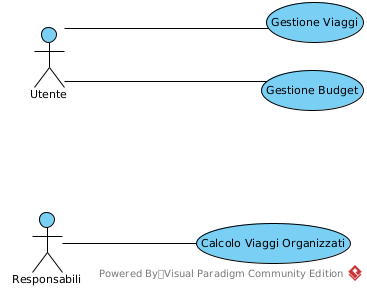 Gestione Viaggi
Gestione Budget
Utente
Calcolo Viaggi Organizzati
Responsabili
Powered By Visual Paradigm Community Edition